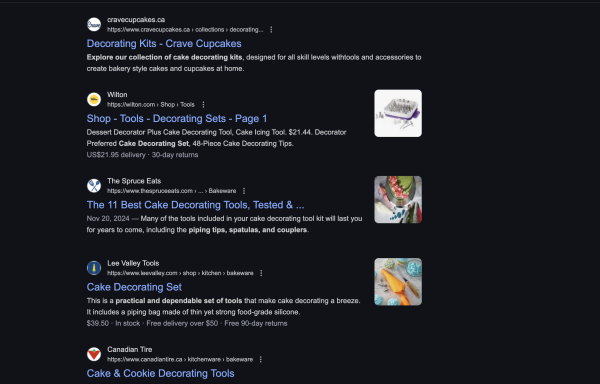 cravecupcakes.ca
https://www.cravecupcakes.ca › collections › decorating...
Decorating Kits - Crave Cupcakes
Explore our collection of cake decorating kits, designed for all skill levels withtools and accessories to
create bakery style cakes and cupcakes at home.
Wilton
https://wilton.com › Shop › Tools
Shop - Tools - Decorating Sets - Page 1
Dessert Decorator Plus Cake Decorating Tool, Cake Icing Tool. $21.44. Decorator
Preferred Cake Decorating Set, 48-Piece Cake Decorating Tips.
US$21.95 delivery · 30-day returns
The Spruce Eats
https://www.thespruceeats.com › ... › Bakeware
The 11 Best Cake Decorating Tools, Tested & ...
Nov 20, 2024 — Many of the tools included in your cake decorating tool kit will last you
for years to come, including the piping tips, spatulas, and couplers.
Lee Valley Tools
https://www.leevalley.com › shop › kitchen › bakeware
Cake Decorating Set
This is a practical and dependable set of tools that make cake decorating a breeze.
It includes a piping bag made of thin yet strong food-grade silicone.
$39.50 · In stock · Free delivery over $50 · Free 90-day returns
Canadian Tire
https://www.canadiantire.ca › kitchenware › bakeware
Cake & Cookie Decorating Tools